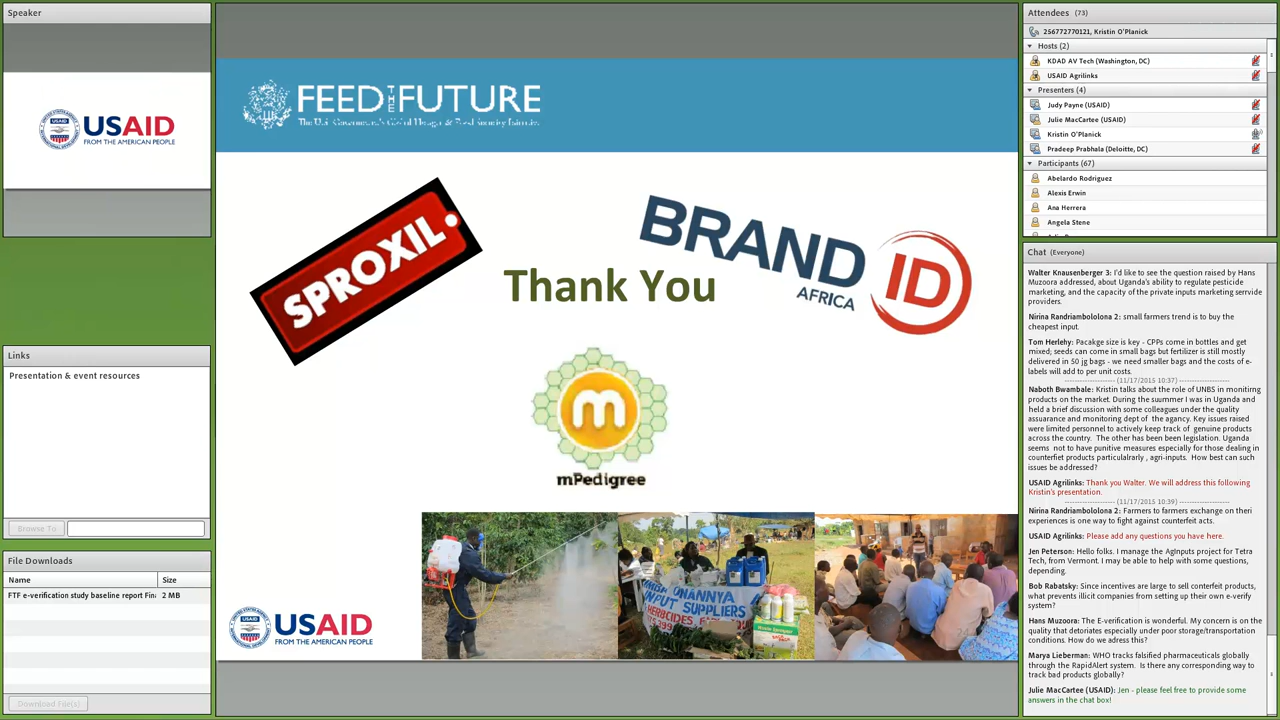 Speaker
USAID
FROM THE AMERICAN PEOPLE
Links
Presentation & event resources
Browse To
File Downloads
Name
Size
FTF e-verification study baseline report Fin
2 MB
Download File(s)
FEED THE FUTURE
The U.S. Government's Global Hunger & Food Security Initiative
SPROXIL
BRAND ID
AFRICA
Thank You
m
mPedigree
USAID
FROM THE AMERICAN PEOPLE
INPUT SUPPLIERS
HERBICIDES
Attendees (73)
256772770121, Kristin O'Planick
Hosts (2)
KDAD AV Tech (Washington, DC)
USAID Agrilinks
Presenters (4)
Judy Payne (USAID)
Julie MacCartee (USAID)
Kristin O'Planick
Pradeep Prabhala (Deloitte, DC)
Participants (67)
Abelardo Rodriguez
Alexis Erwin
Ana Herrera
Angela Stene
Chat (Everyone)
Walter Knausenberger 3: I'd like to see the question raised by Hans
Muzoora addressed, about Uganda's ability to regulate pesticide
marketing, and the capacity of the private inputs marketing serrvide
providers.
Nirina Randriambololona 2: small farmers trend is to buy the
cheapest input.
Tom Herlehy: Pacakge size is key - CPPs come in bottles and get
mixed; seeds can come in small bags but fertilizer is still mostly
delivered in 50 jg bags - we need smaller bags and the costs of e-
labels will add to per unit costs.
(11/17/2015 10:37)
Naboth Bwambale: Kristin talks about the role of UNBS in monitirng
products on the market. During the suummer I was in Uganda and
held a brief discussion with some colleagues under the quality
assuarance and monitoring dept of the agancy. Key issues raised
were limited personnel to actively keep track of genuine products
across the country. The other has been been legislation. Uganda
seems not to have punitive measures especially for those dealing in
counterfiet products particulalrarly , agri-inputs. How best can such
issues be addressed?
USAID Agrilinks: Thank you Walter. We will address this following
Kristin's presentation.
(11/17/2015 10:39)
Nirina Randriambololona 2: Farmers to farmers exchange on theri
experiences is one way to fight against counterfeit acts.
USAID Agrilinks: Please add any questions you have here.
Jen Peterson: Hello folks. I manage the AgInputs project for Tetra
Tech, from Vermont. I may be able to help with some questions,
depending.
Bob Rabatsky: Since incentives are large to sell conterfeit products,
what prevents illicit companies from setting up their own e-verify
system?
Hans Muzoora: The E-verification is wonderful. My concern is on the
quality that detoriates especially under poor storage/transportation
conditions. How do we adress this?
Marya Lieberman: WHO tracks falsified pharmaceuticals globally
through the RapidAlert system. Is there any corresponding way to
track bad products globally?
Julie MacCartee (USAID): Jen - please feel free to provide some
answers in the chat box!